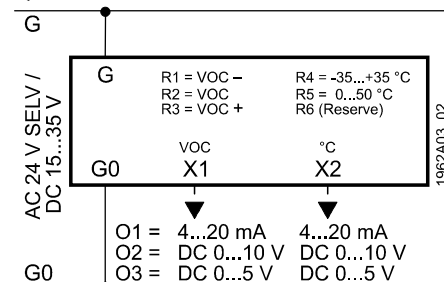 G
G
R1 = VOC –
R2 = VOC
R3 = VOC +
R4 = -35...+35 °C
R5 = 0...50 °C
R6 (Reserve)
VOC
°C
G0
X1
X2
AC 24 V SELV /
DC 15...35 V
1962A03_02
O1 = 4...20 mA 4...20 mA
O2 = DC 0...10 V DC 0...10 V
O3 = DC 0...5 V DC 0...5 V
G0